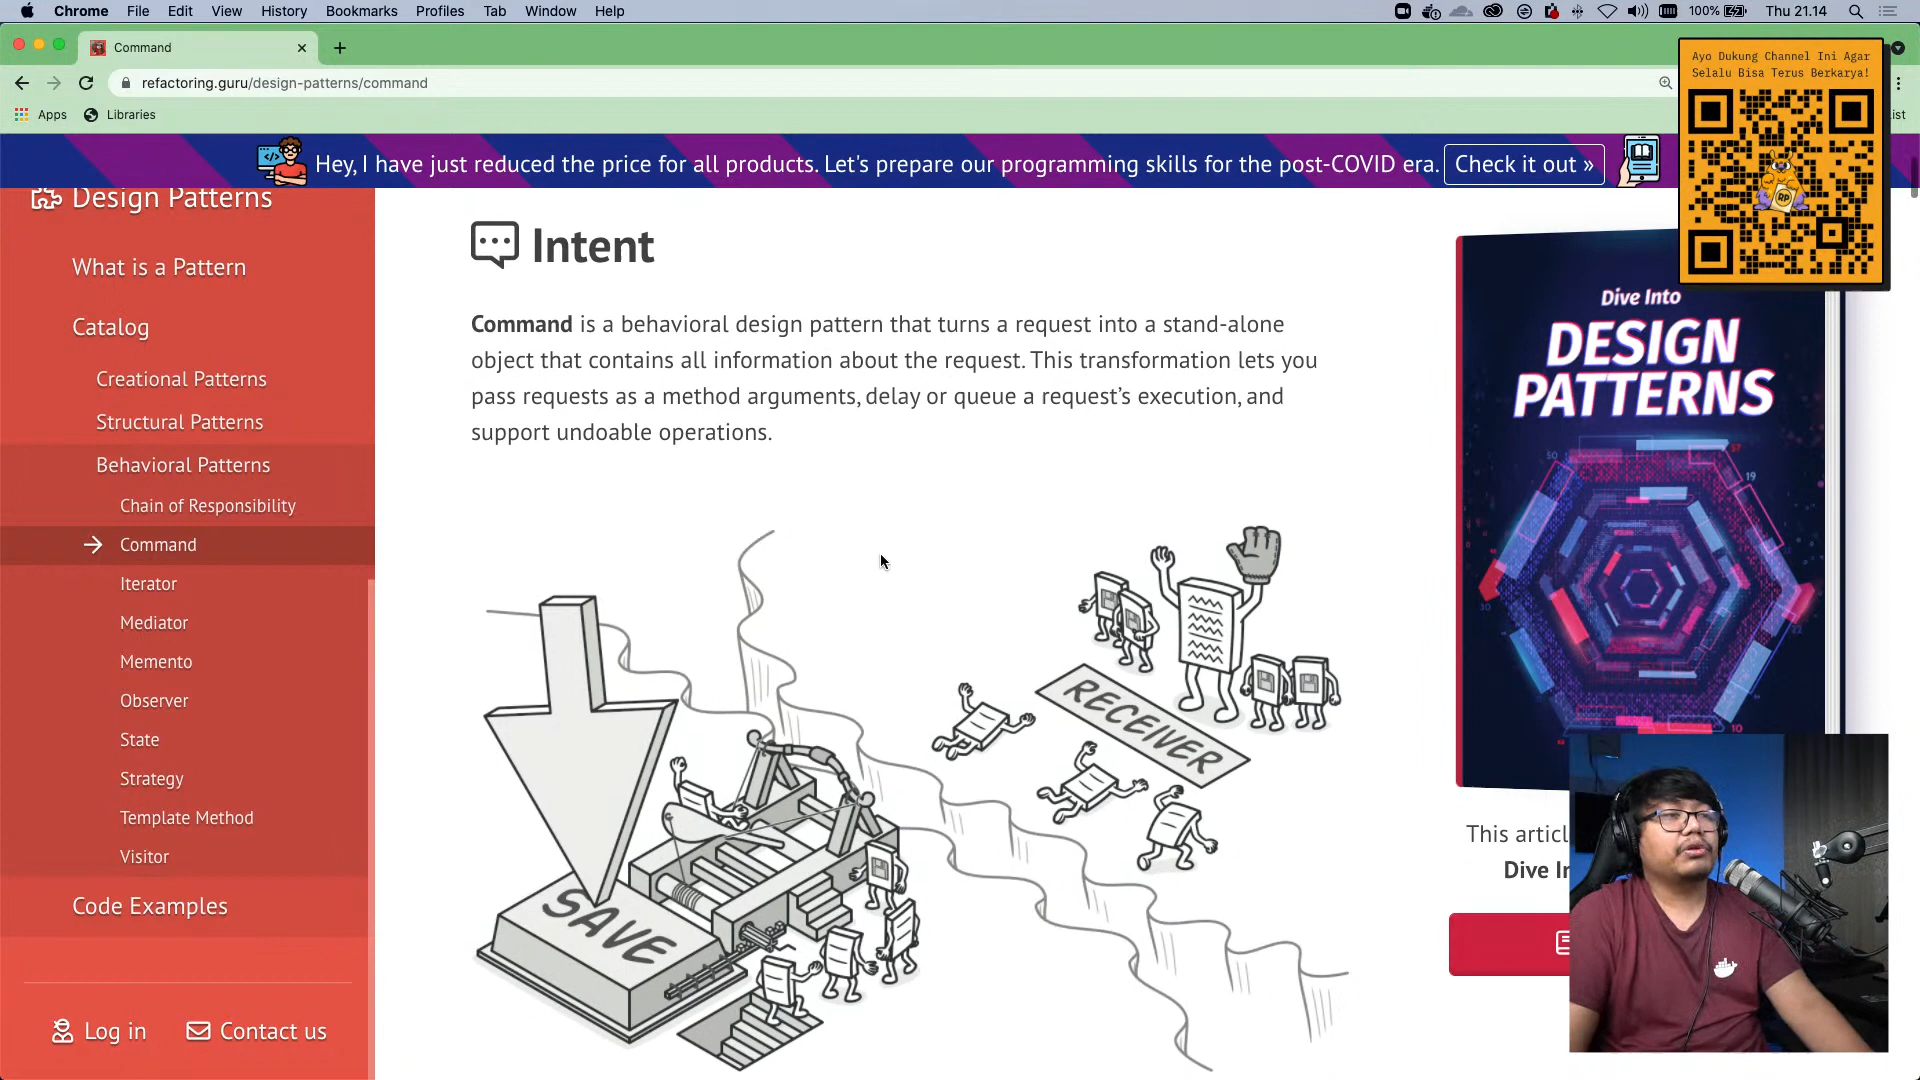 Chrome File Edit View History Bookmarks Profiles Tab Window Help 100% Thu 21.14
Command
refactoring.guru/design-patterns/command
Apps Libraries
Ayo Dukung Channel Ini Agar
Selalu Bisa Terus Berkarya!
RP
Hey, I have just reduced the price for all products. Let's prepare our programming skills for the post-COVID era. Check it out »
Design Patterns
What is a Pattern
Catalog
Creational Patterns
Structural Patterns
Behavioral Patterns
Chain of Responsibility
Command
Iterator
Mediator
Memento
Observer
State
Strategy
Template Method
Visitor
Code Examples
Log in Contact us
Intent
Command is a behavioral design pattern that turns a request into a stand-alone
object that contains all information about the request. This transformation lets you
pass requests as a method arguments, delay or queue a request's execution, and
support undoable operations.
RECEIVER
SAVE
Dive Into
DESIGN
PATTERNS
50
19
30
10
This articl
Dive In